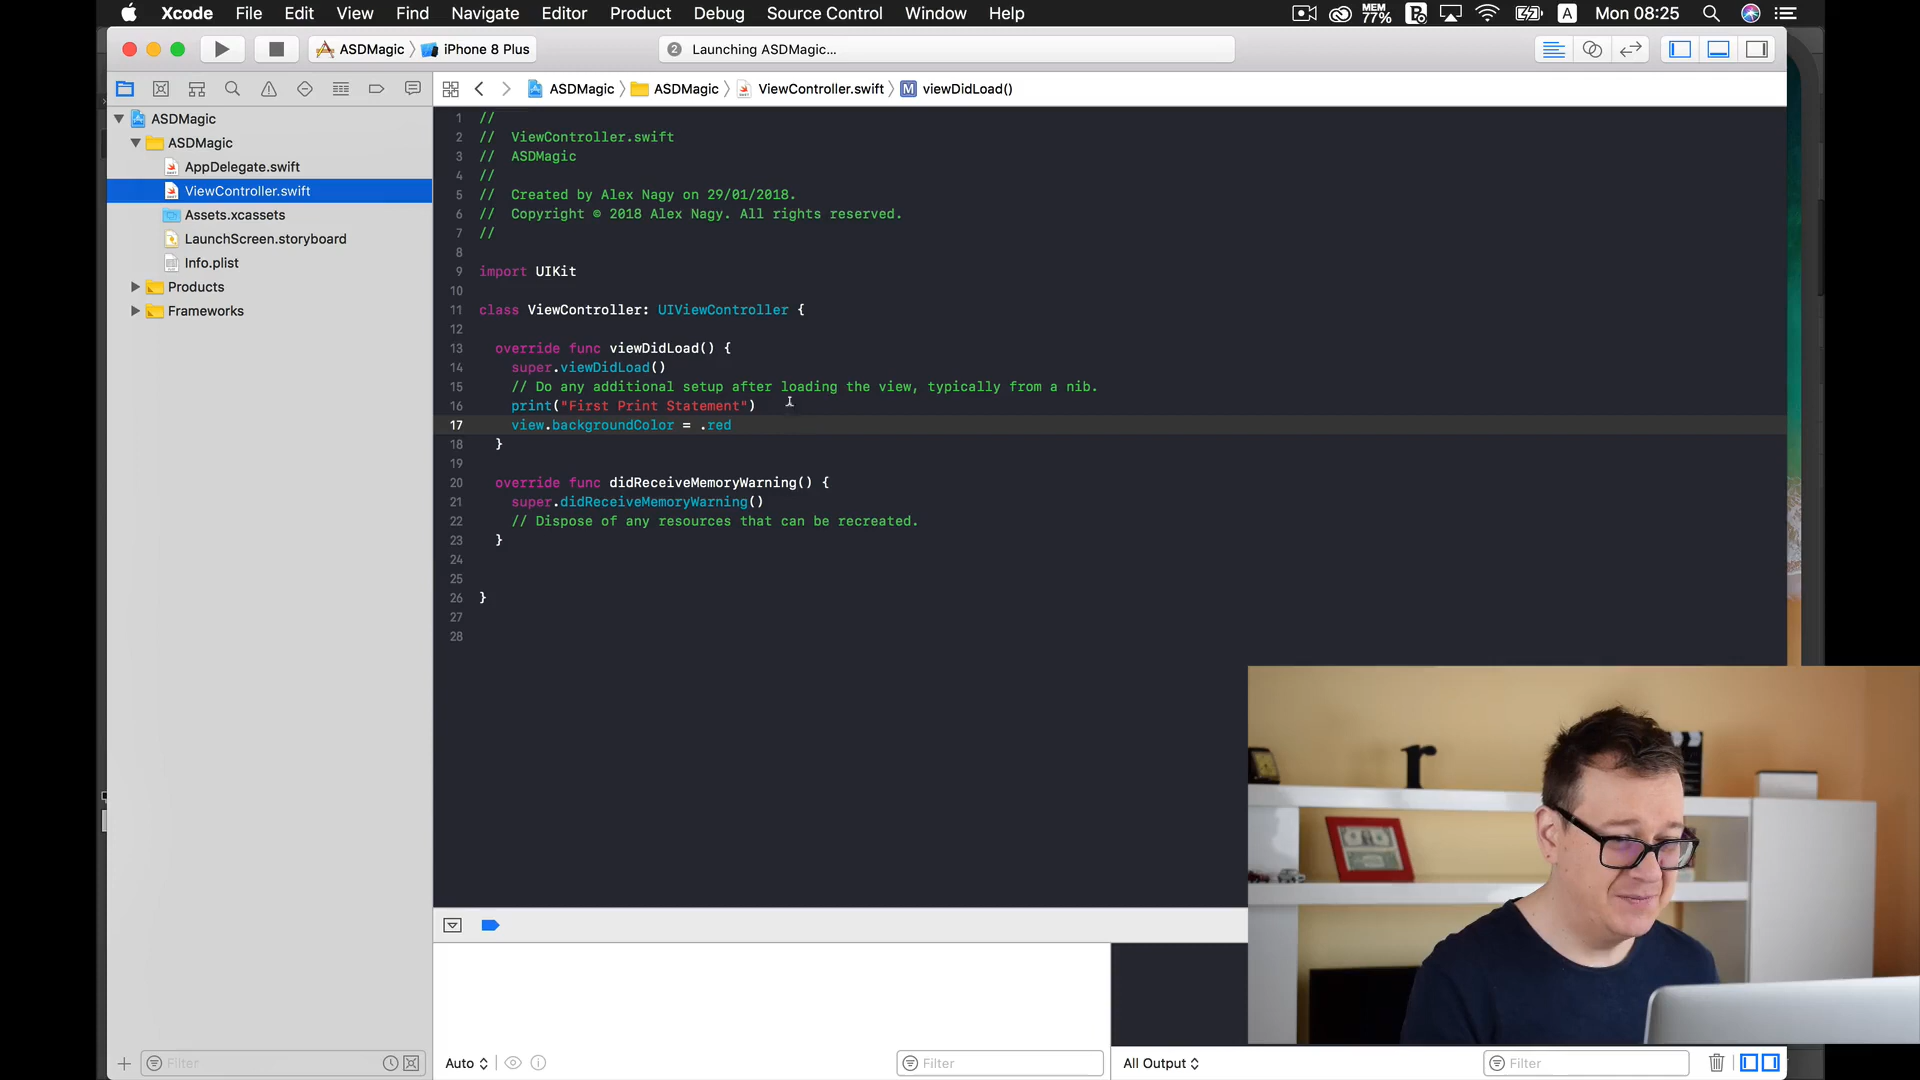 Xcode File Edit View Find Navigate Editor Product Debug Source Control Window Help MEM 77% A Mon 08:25
ASDMagic iPhone 8 Plus 2 Launching ASDMagic...
ASDMagic ASDMagic ViewController.swift M viewDidLoad()
ASDMagic
ASDMagic
AppDelegate.swift
ViewController.swift
Assets.xcassets
LaunchScreen.storyboard
Info.plist
Products
Frameworks
1 //
2 // ViewController.swift
3 // ASDMagic
4 //
5 // Created by Alex Nagy on 29/01/2018.
6 // Copyright © 2018 Alex Nagy. All rights reserved.
7 //
8
9 import UIKit
10
11 class ViewController: UIViewController {
12
13 override func viewDidLoad() {
14 super.viewDidLoad()
15 // Do any additional setup after loading the view, typically from a nib.
16 print("First Print Statement")
17 view.backgroundColor = .red
18 }
19
20 override func didReceiveMemoryWarning() {
21 super.didReceiveMemoryWarning()
22 // Dispose of any resources that can be recreated.
23 }
24
25
26 }
27
28
Filter Auto Filter All Output Filter